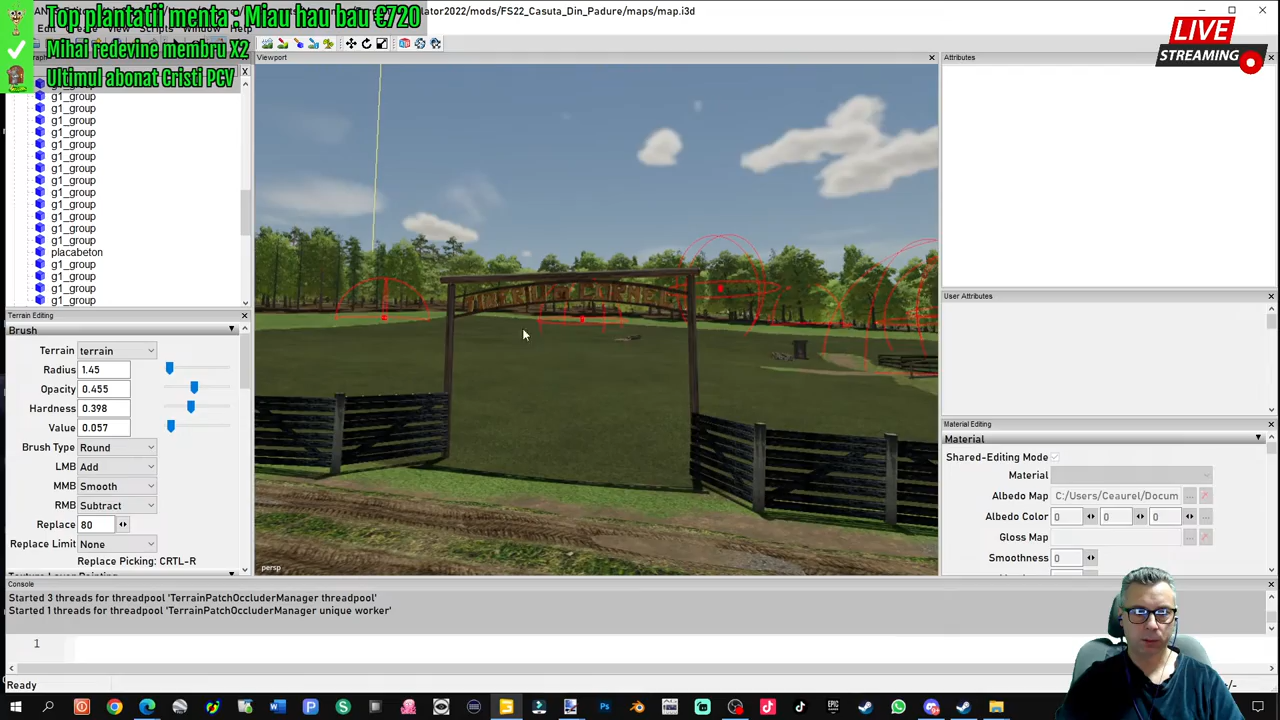 Top plantatii menta : Miau hau bau €720
Mihai redevine membru X2
Ultimul abonat Cristi PCV
lator2022/mods/FS22_Casuta_Din_Padure/maps/map.i3d
LIVE
STREAMING
Viewport
Attributes
g1_group
g1_group
g1_group
g1_group
g1_group
g1_group
g1_group
g1_group
g1_group
g1_group
g1_group
g1_group
g1_group
placabeton
g1_group
g1_group
g1_group
g1_group
Terrain Editing
Brush
Terrain terrain
Radius 1.45
Opacity 0.455
Hardness 0.398
Value 0.057
Brush Type Round
LMB Add
MMB Smooth
RMB Subtract
Replace 80
Replace Limit None
Replace Picking: CRTL-R
persp
User Attributes
Material Editing
Material
Shared-Editing Mode
Material
Albedo Map C:/Users/Ceaurel/Docum ...
Albedo Color 0 0 0 ...
Gloss Map ...
Smoothness 0
Console
Started 3 threads for threadpool 'TerrainPatchOccluderManager threadpool'
Started 1 threads for threadpool 'TerrainPatchOccluderManager unique worker'
1
Ready
+/-